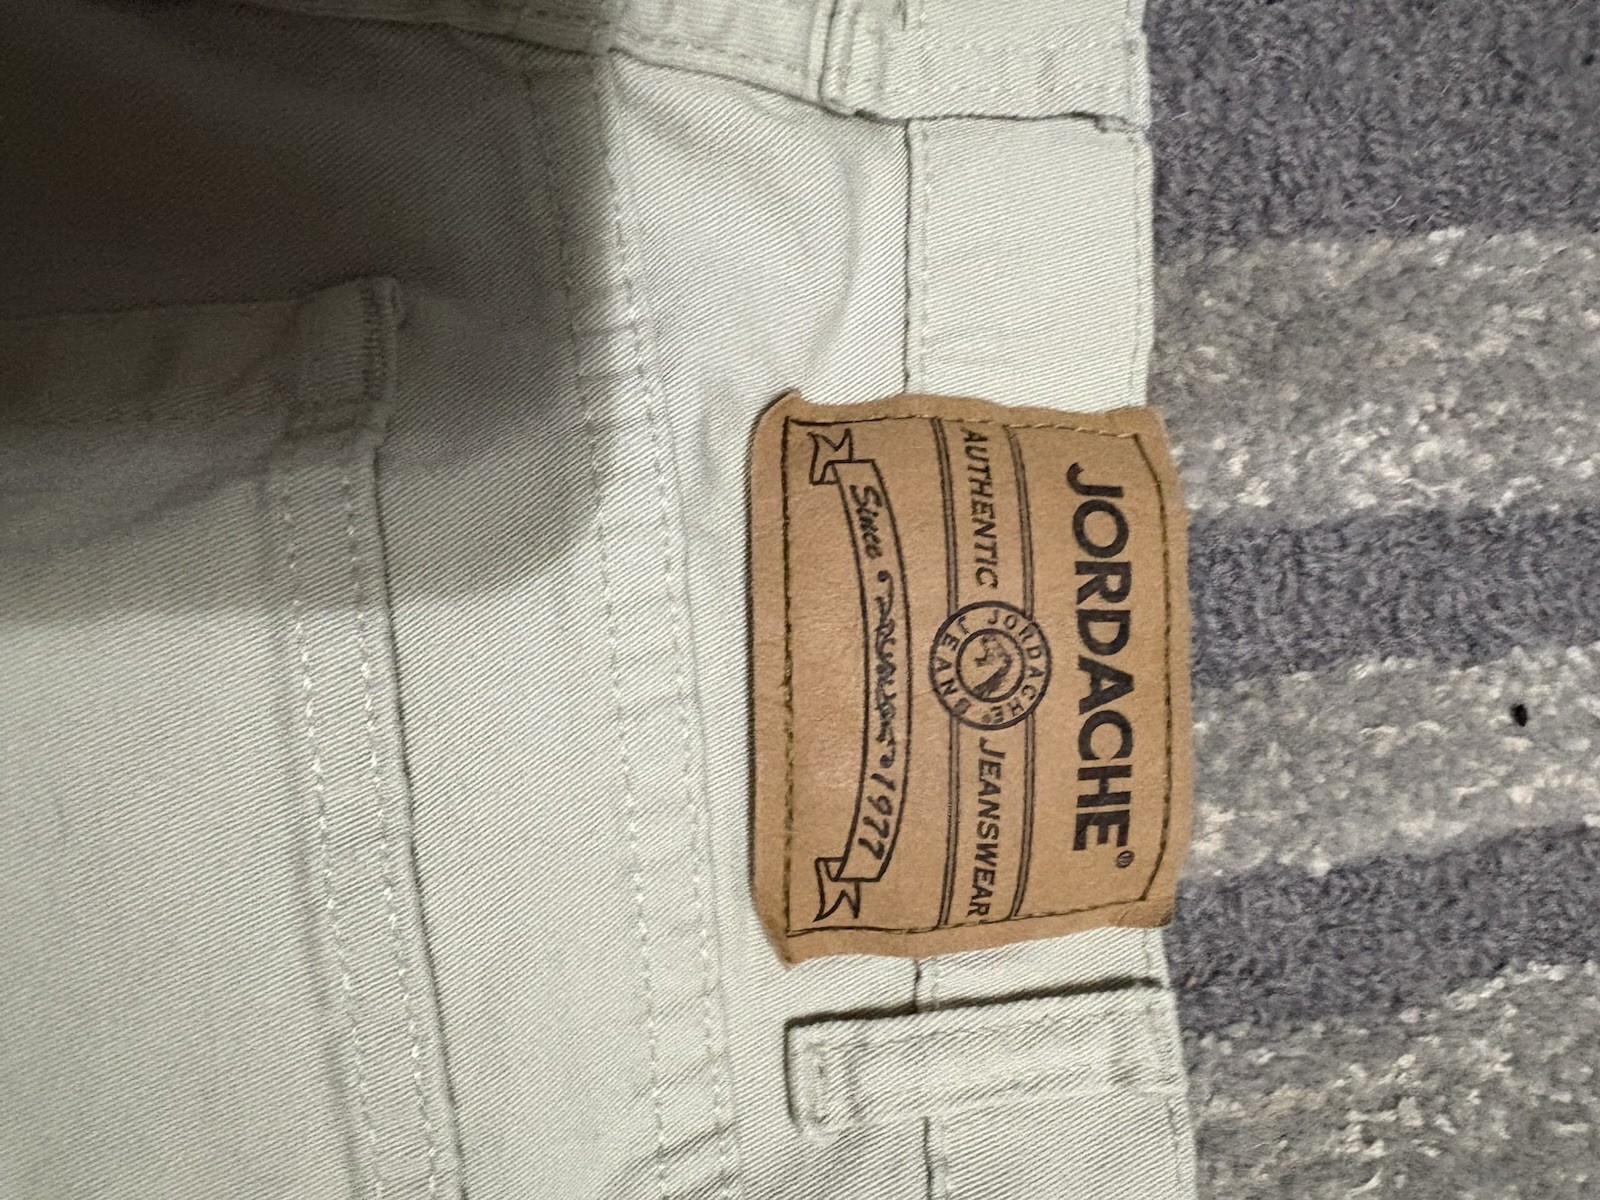 JORDACHE®
AUTHENTIC JEANSWEAR
JORDACHE®
JEANS
Since 1977